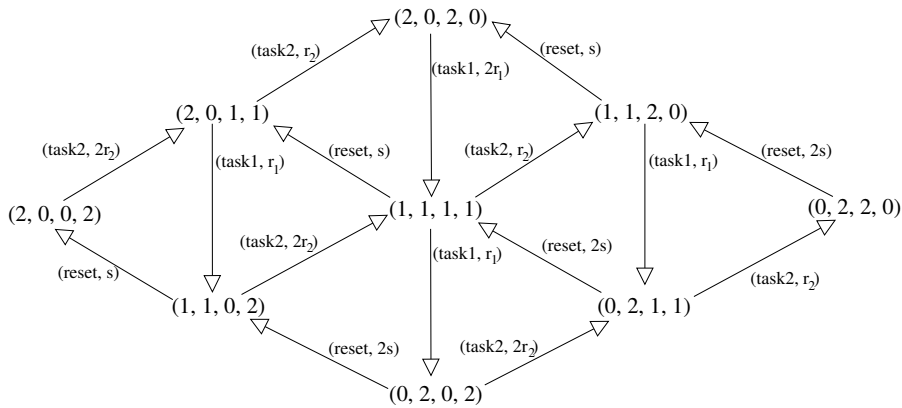 (2, 0, 2, 0)
(task2, r2)
(reset, s)
(task1, 2r1)
(2, 0, 1, 1)
(1, 1, 2, 0)
(task2, 2r2)
(task1, r1)
(reset, s)
(task2, r2)
(task1, r1)
(reset, 2s)
(2, 0, 0, 2)
(1, 1, 1, 1)
(0, 2, 2, 0)
(task2, 2r2)
(task1, r1)
(reset, 2s)
(reset, s)
(task2, r2)
(1, 1, 0, 2)
(0, 2, 1, 1)
(reset, 2s)
(task2, 2r2)
(0, 2, 0, 2)